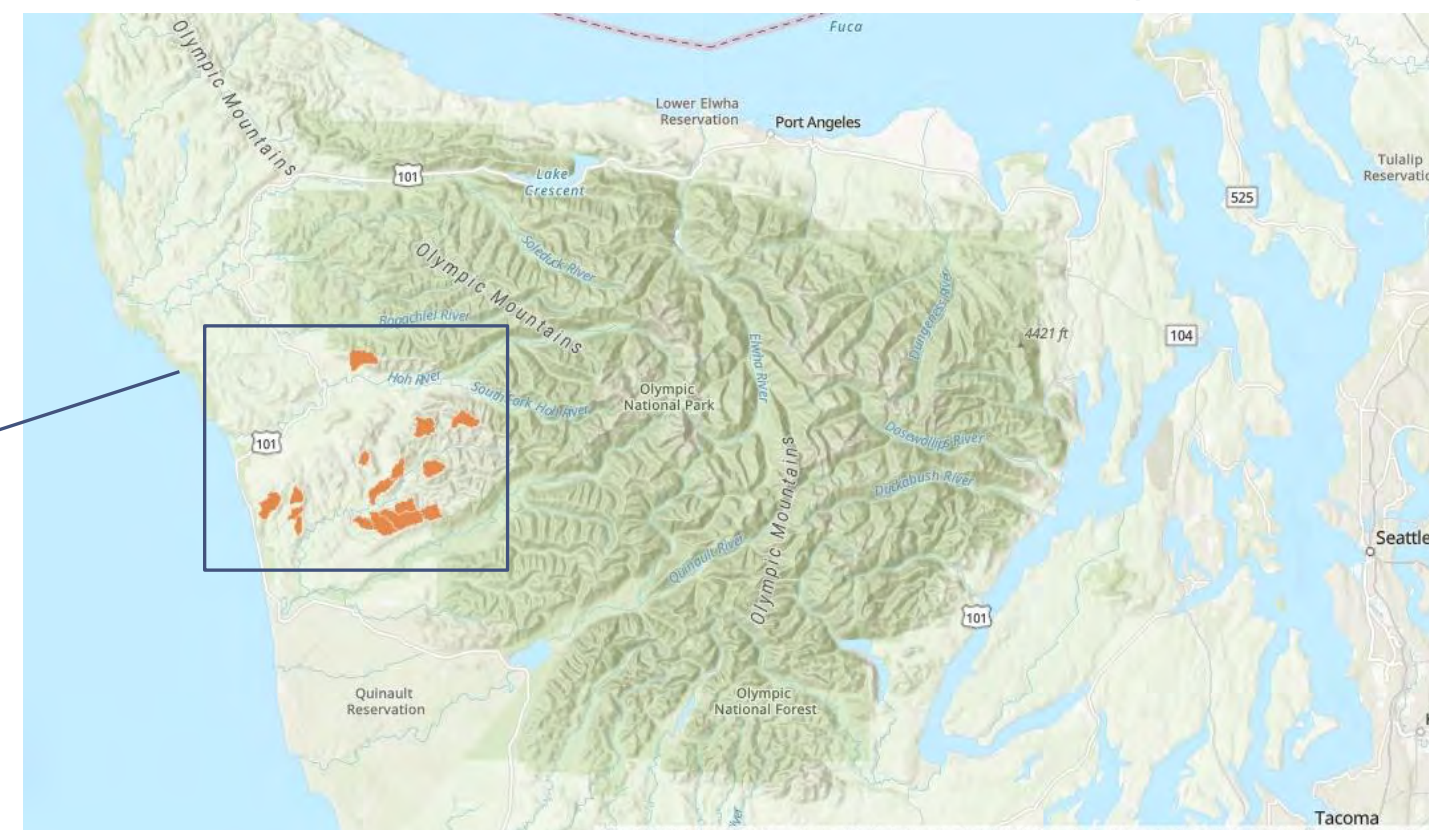 Olympic Mountains
Fuca
Lower Elwha
Reservation
Port Angeles
Tulalip
101
Lake
Crescent
525
Soleduck River
Olympic Mountains
Bogachiel River
Elwha River
Dungeness River
4421 ft
104
Hoh River
South Fork Hoh River
Olympic
National Park
101
Dosewallips River
Olympic Mountains
Duckabush River
Seattle
Quinault River
101
Quinault
Reservation
Olympic
National Forest
River
Tacoma